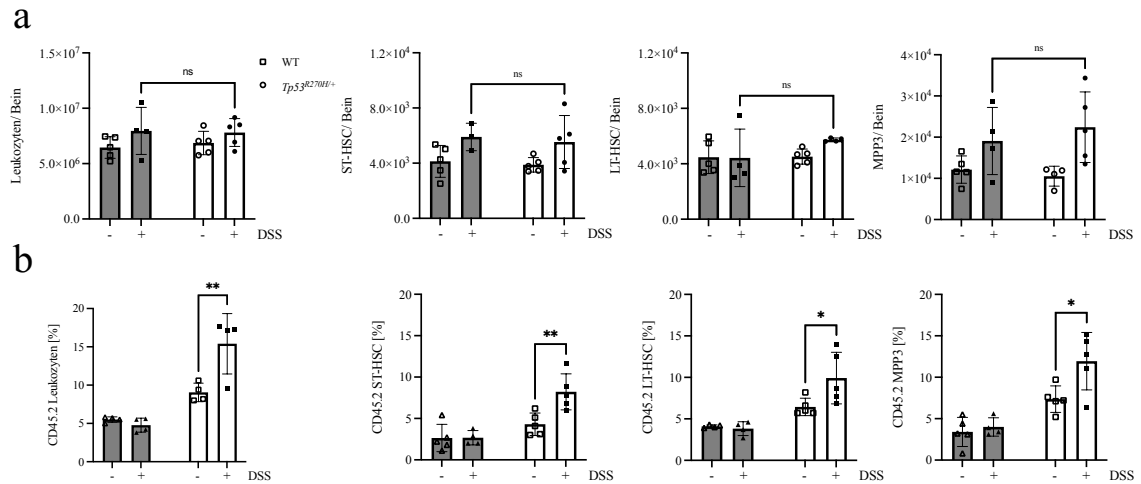 a
Leukozyten/ Bein
1.5×10⁷
1.0×10⁷
5.0×10⁶
0.0
ns
- + - + DSS
WT
Tp53R270H/+
ST-HSC/ Bein
1.2×10⁴
8.0×10³
4.0×10³
0.0
ns
- + - + DSS
LT-HSC/ Bein
1.2×10⁴
8.0×10³
4.0×10³
0.0
ns
- + - + DSS
MPP3/ Bein
4×10⁴
3×10⁴
2×10⁴
1×10⁴
0.0
ns
- + - + DSS
b
CD45.2 Leukozyten [%]
20
15
10
5
0
**
- + - + DSS
CD45.2 ST-HSC [%]
20
15
10
5
0
**
- + - + DSS
CD45.2 LT-HSC [%]
20
15
10
5
0
*
- + - + DSS
CD45.2 MPP3 [%]
20
15
10
5
0
*
- + - + DSS